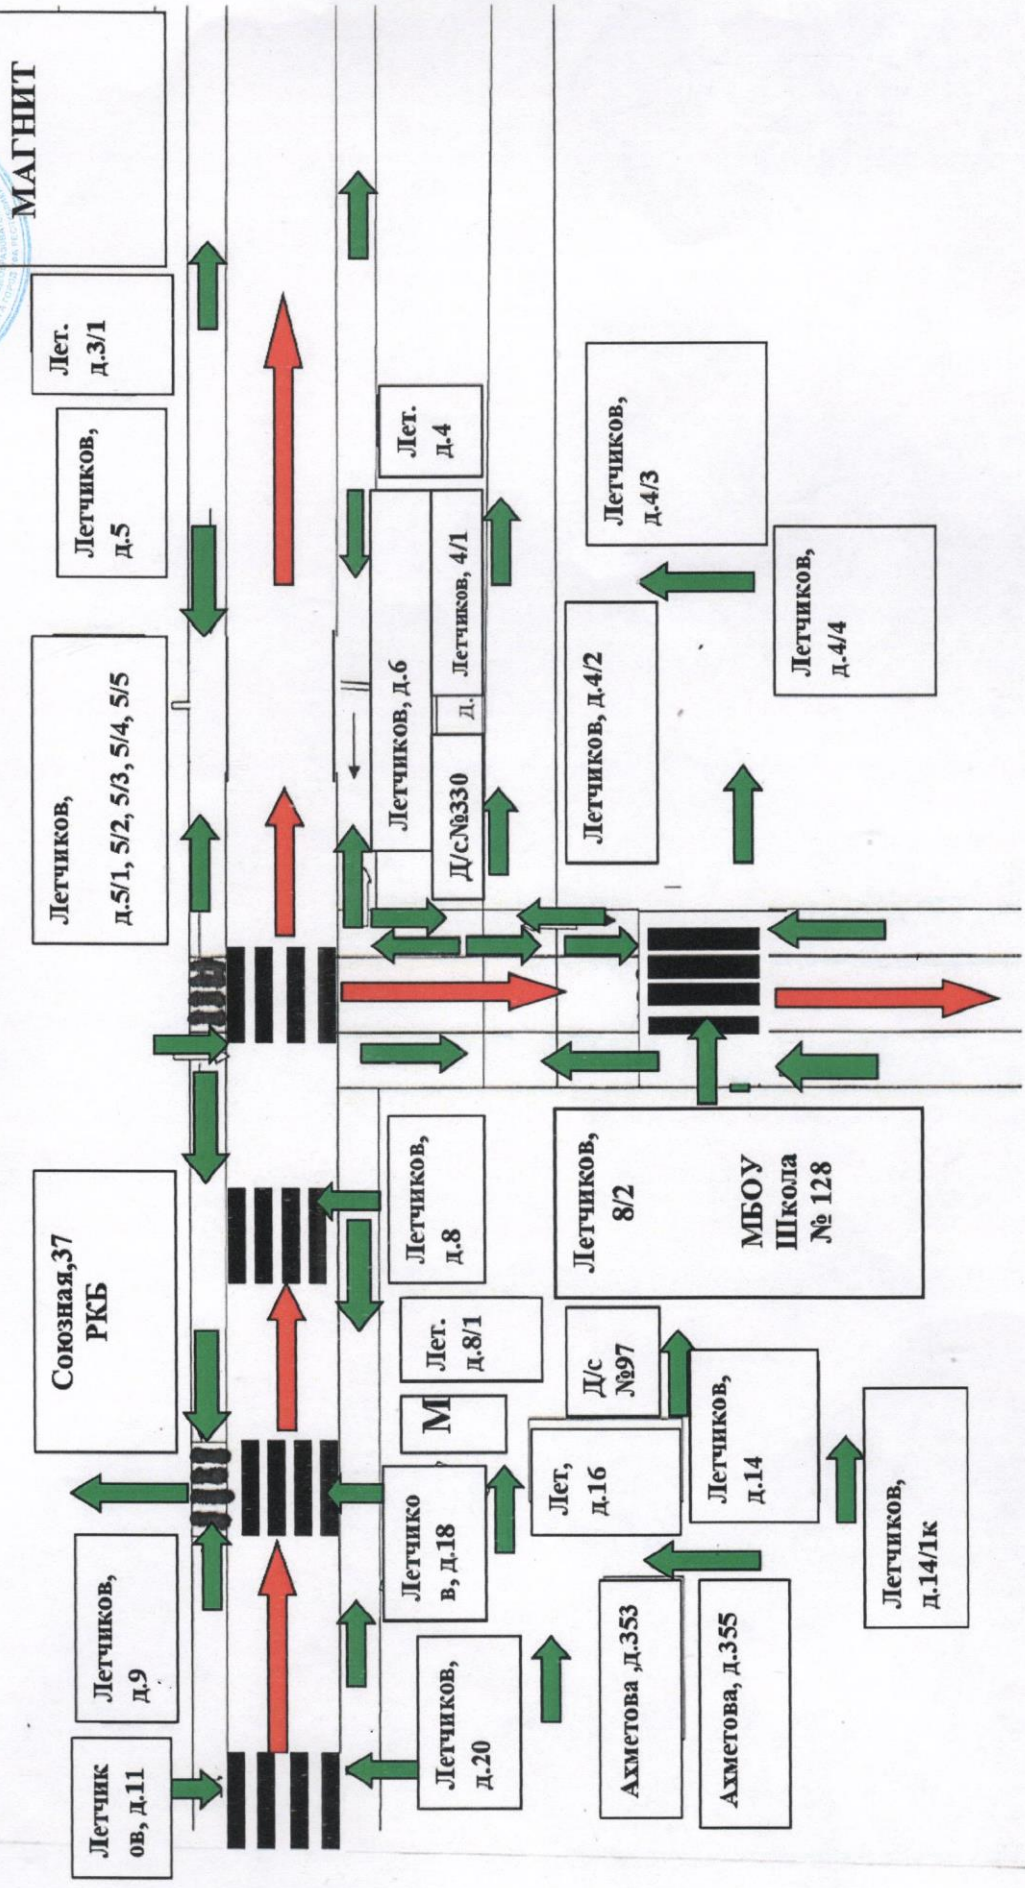 МАГНИТ
Лет.
д.3/1
Летчиков,
д.5
Летчиков,
д.5/1, 5/2, 5/3, 5/4, 5/5
Союзная,37
РКБ
Летчиков,
д.9
Летчик
ов, д.11
Лет.
д.4
Летчиков, д.6
Летчиков, 4/1
д.
Д/с№330
Летчиков,
д.8
Лет.
д.8/1
М
Летчико
в, д.18
Летчиков,
д.20
Летчиков,
д.4/3
Летчиков, д.4/2
Летчиков,
д.4/4
Летчиков,
8/2
МБОУ
Школа
№ 128
Д/с
№97
Лет,
д.16
Летчиков,
д.14
Летчиков,
д.14/1к
Ахметова ,д.353
Ахметова, д.355